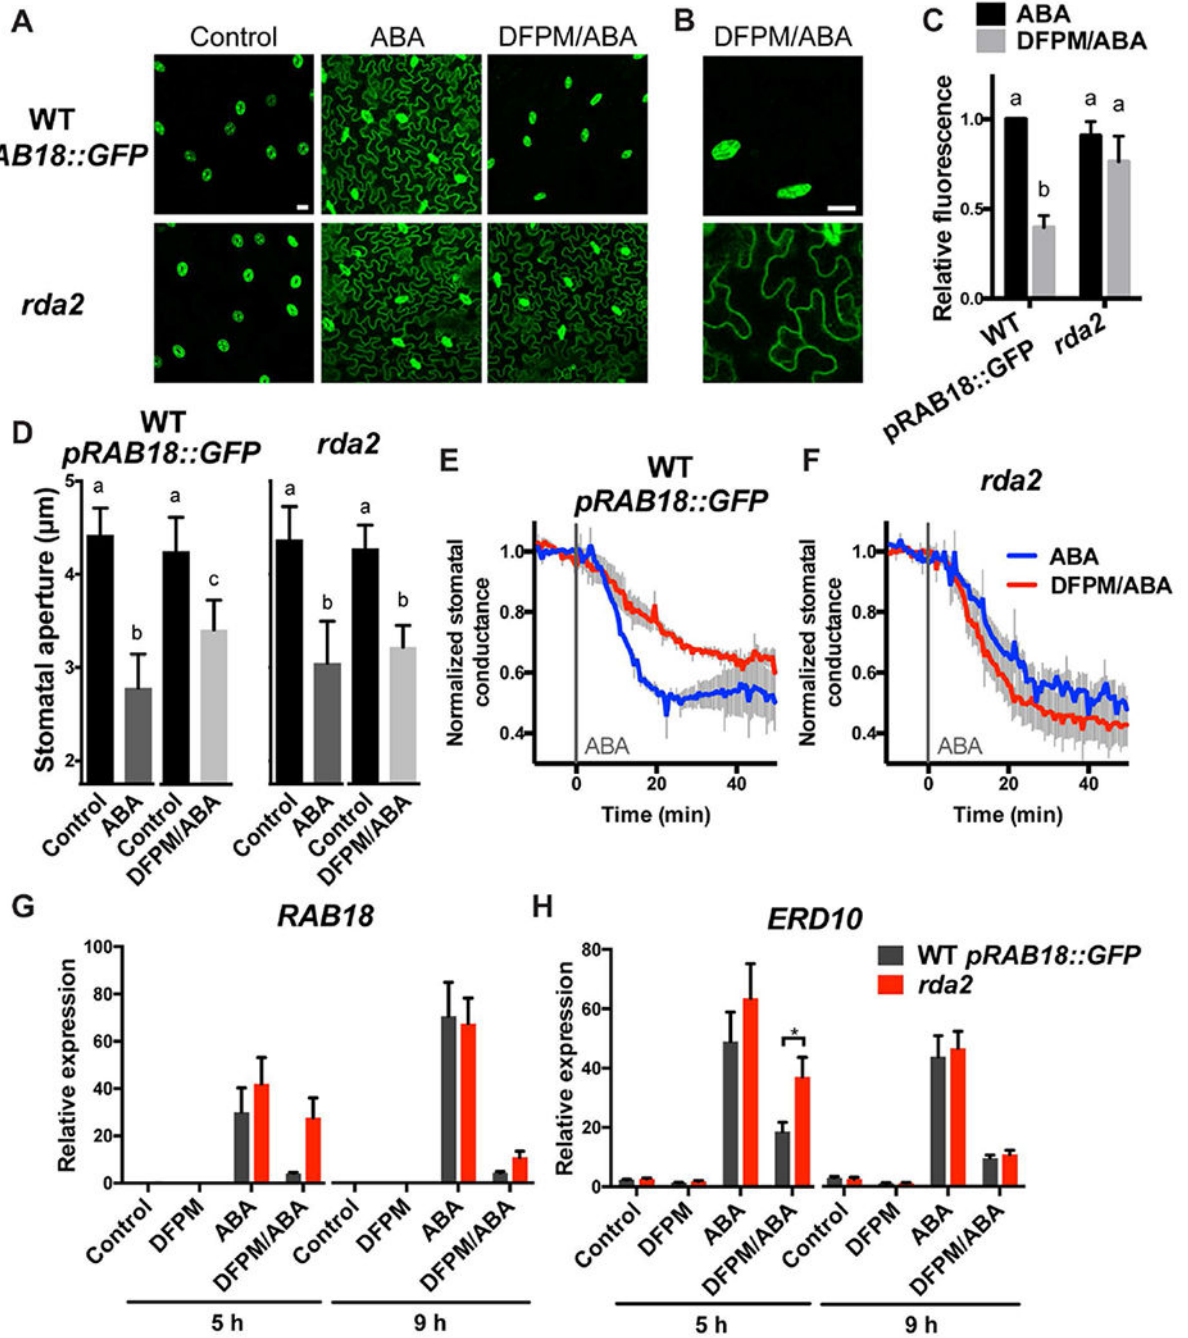 A
Control
ABA
DFPM/ABA
WT
AB18::GFP
rda2
B
DFPM/ABA
C
ABA
DFPM/ABA
Relative fluorescence
1.0
0.5
0.0
a
b
a
a
WT
pRAB18::GFP
rda2
D
WT
pRAB18::GFP
rda2
Stomatal aperture (µm)
5
4
3
2
a
b
a
c
a
b
a
b
Control
ABA
Control
DFPM/ABA
Control
ABA
Control
DFPM/ABA
E
WT
pRAB18::GFP
Normalized stomatal
conductance
1.0
0.8
0.6
0.4
ABA
0
20
40
Time (min)
F
rda2
ABA
DFPM/ABA
Normalized stomatal
conductance
1.0
0.8
0.6
0.4
ABA
0
20
40
Time (min)
G
RAB18
Relative expression
100
80
60
40
20
0
Control
DFPM
ABA
DFPM/ABA
Control
DFPM
ABA
DFPM/ABA
5 h
9 h
H
ERD10
WT pRAB18::GFP
rda2
Relative expression
80
60
40
20
0
*
Control
DFPM
ABA
DFPM/ABA
Control
DFPM
ABA
DFPM/ABA
5 h
9 h